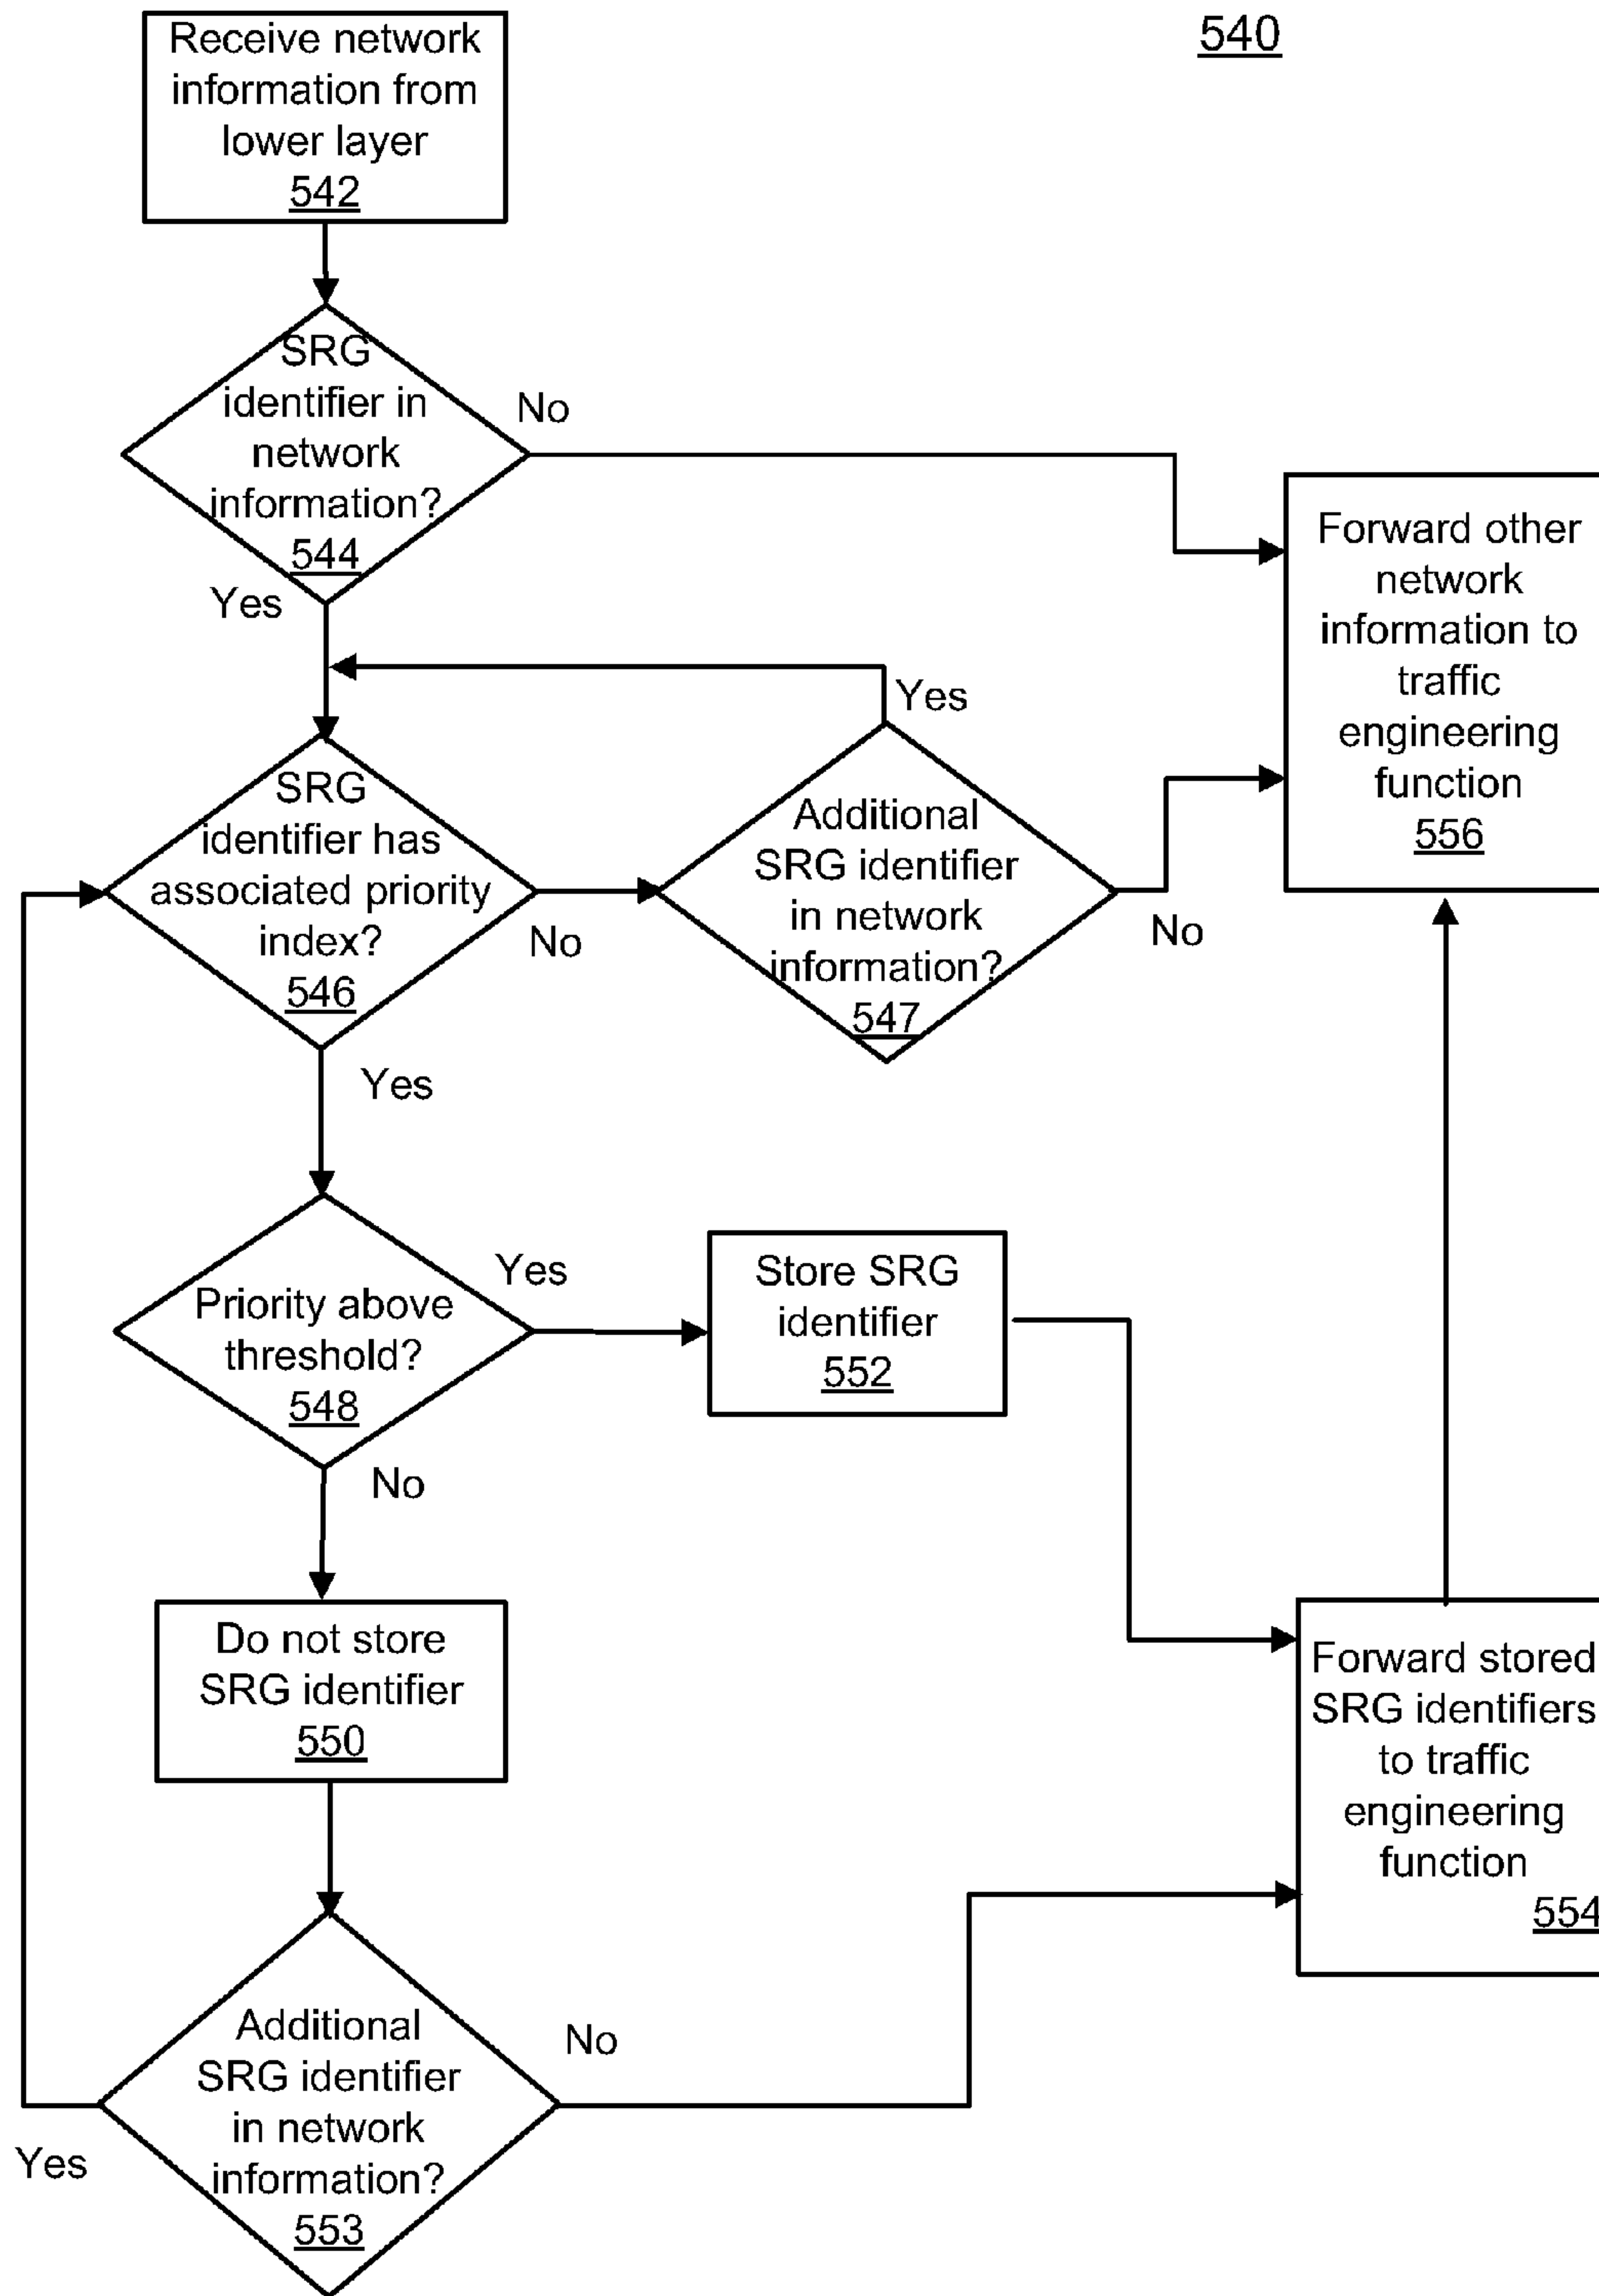 540
Receive network
information from
lower layer
542
SRG
identifier in
network
information?
544
No
Yes
Forward other
network
information to
traffic
engineering
function
556
Yes
SRG
identifier has
associated priority
index?
546
No
Additional
SRG identifier
in network
information?
547
No
Yes
Priority above
threshold?
548
Yes
Store SRG
identifier
552
No
Do not store
SRG identifier
550
Forward stored
SRG identifiers
to traffic
engineering
function
554
Additional
SRG identifier
in network
information?
553
No
Yes